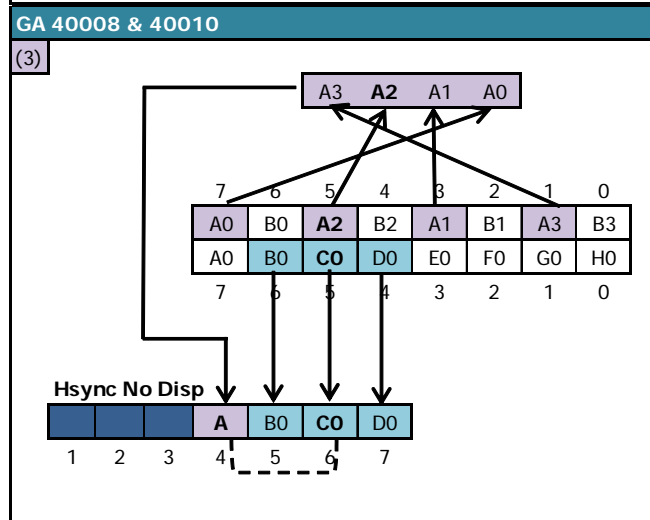 GA 40008 & 40010
(3)
A3 A2 A1 A0
7 6 5 4 3 2 1 0
A0 B0 A2 B2 A1 B1 A3 B3
A0 B0 C0 D0 E0 F0 G0 H0
7 6 5 4 3 2 1 0
Hsync No Disp
A B0 C0 D0
1 2 3 4 5 6 7